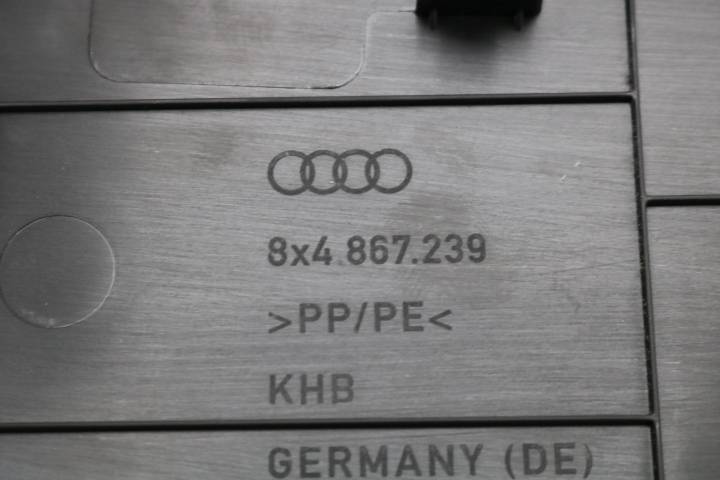 8x4.867.239
>PP/PE<
KHB
GERMANY (DE)